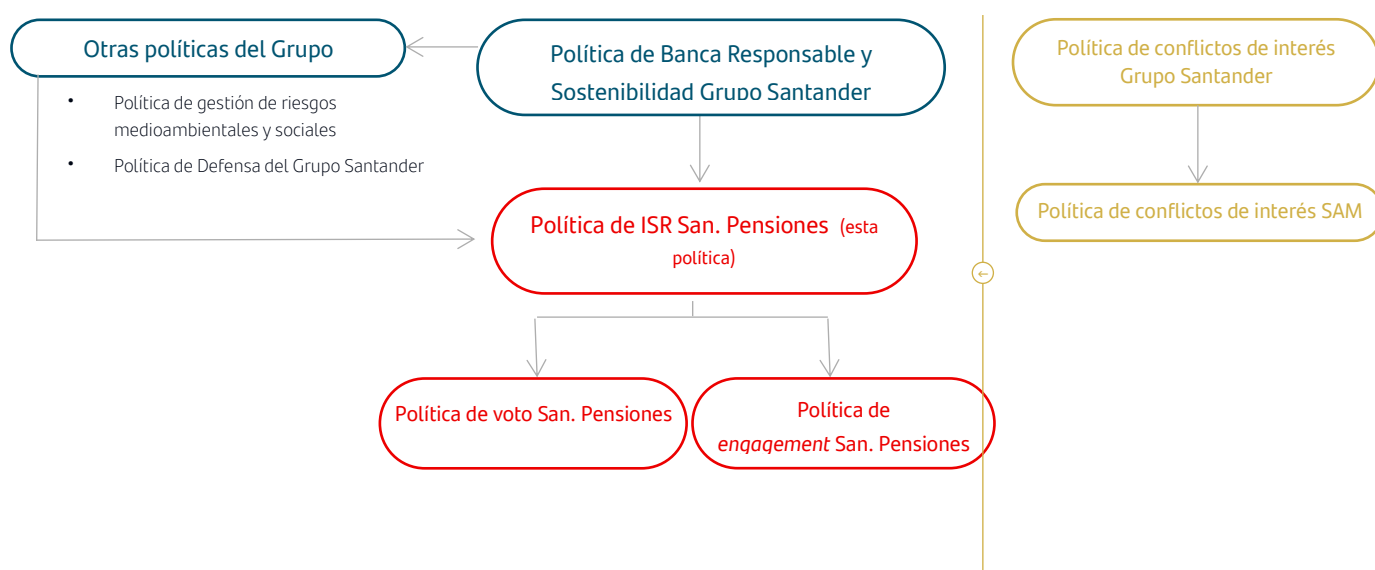 Otras políticas del Grupo
• Política de gestión de riesgos
medioambientales y sociales
• Política de Defensa del Grupo Santander
Política de Banca Responsable y
Sostenibilidad Grupo Santander
Política de ISR San. Pensiones (esta
política)
Política de voto San. Pensiones
Política de
engagement San. Pensiones
←
Política de conflictos de interés
Grupo Santander
Política de conflictos de interés SAM